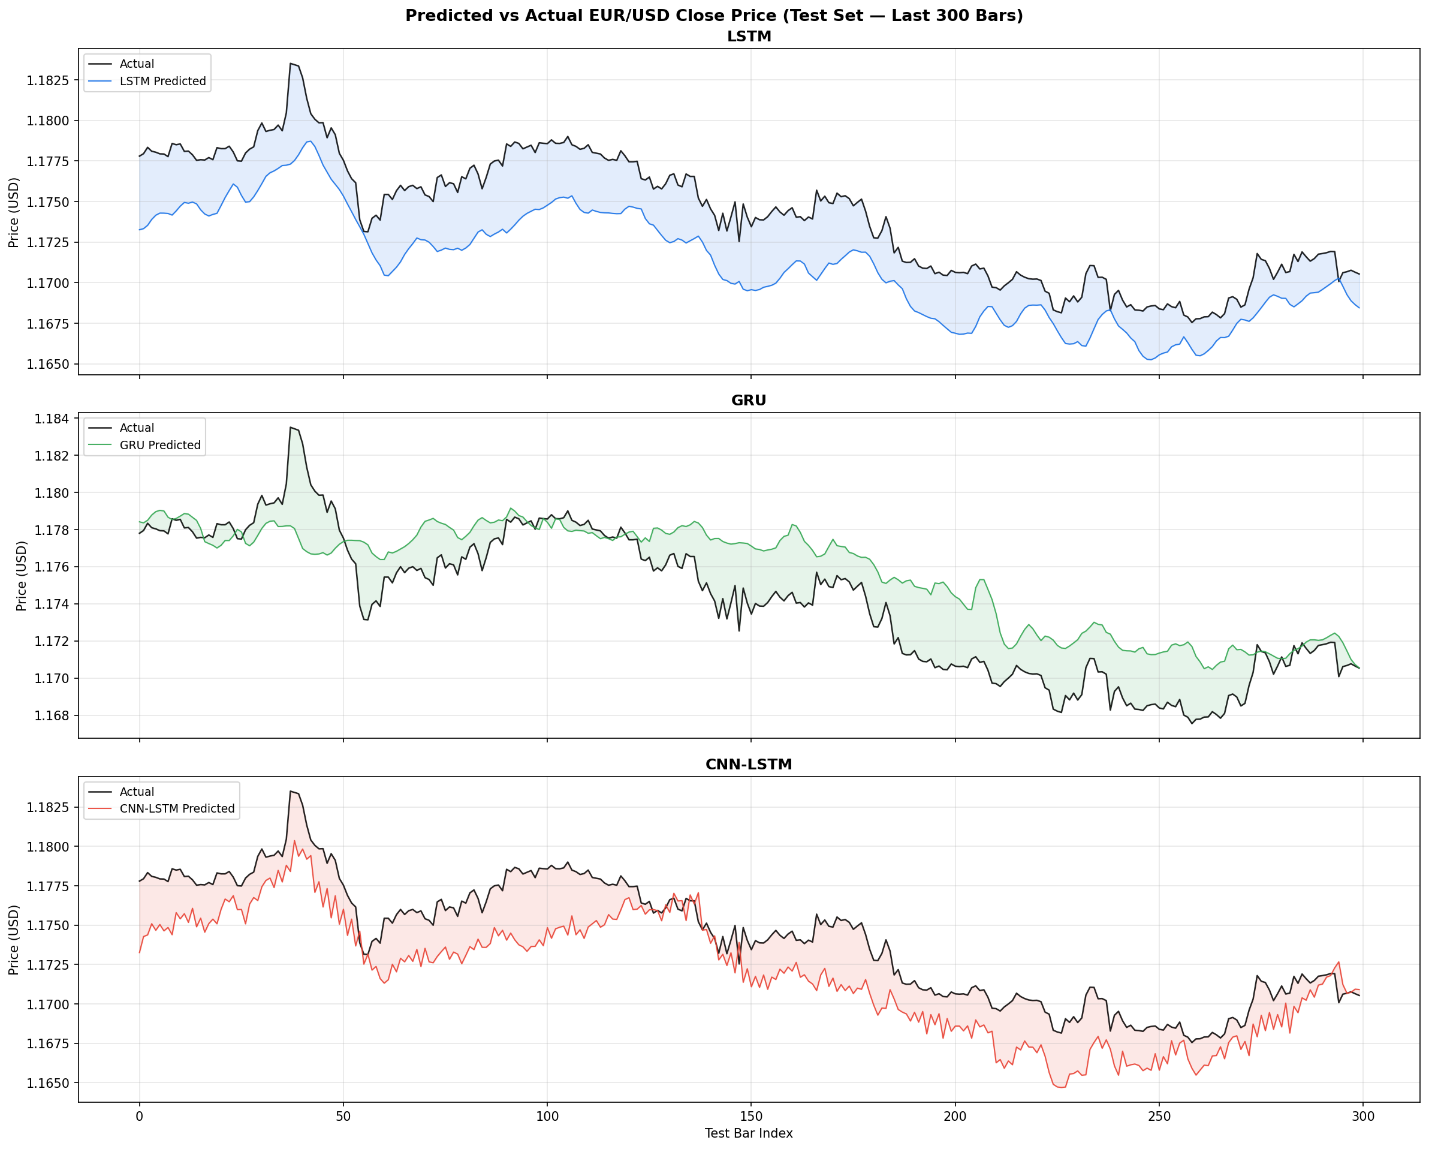 Predicted vs Actual EUR/USD Close Price (Test Set — Last 300 Bars)
LSTM
Actual
LSTM Predicted
Price (USD)
1.1825
1.1800
1.1775
1.1750
1.1725
1.1700
1.1675
1.1650
GRU
Actual
GRU Predicted
Price (USD)
1.184
1.182
1.180
1.178
1.176
1.174
1.172
1.170
1.168
CNN-LSTM
Actual
CNN-LSTM Predicted
Price (USD)
1.1825
1.1800
1.1775
1.1750
1.1725
1.1700
1.1675
1.1650
0 50 100 150 200 250 300
Test Bar Index